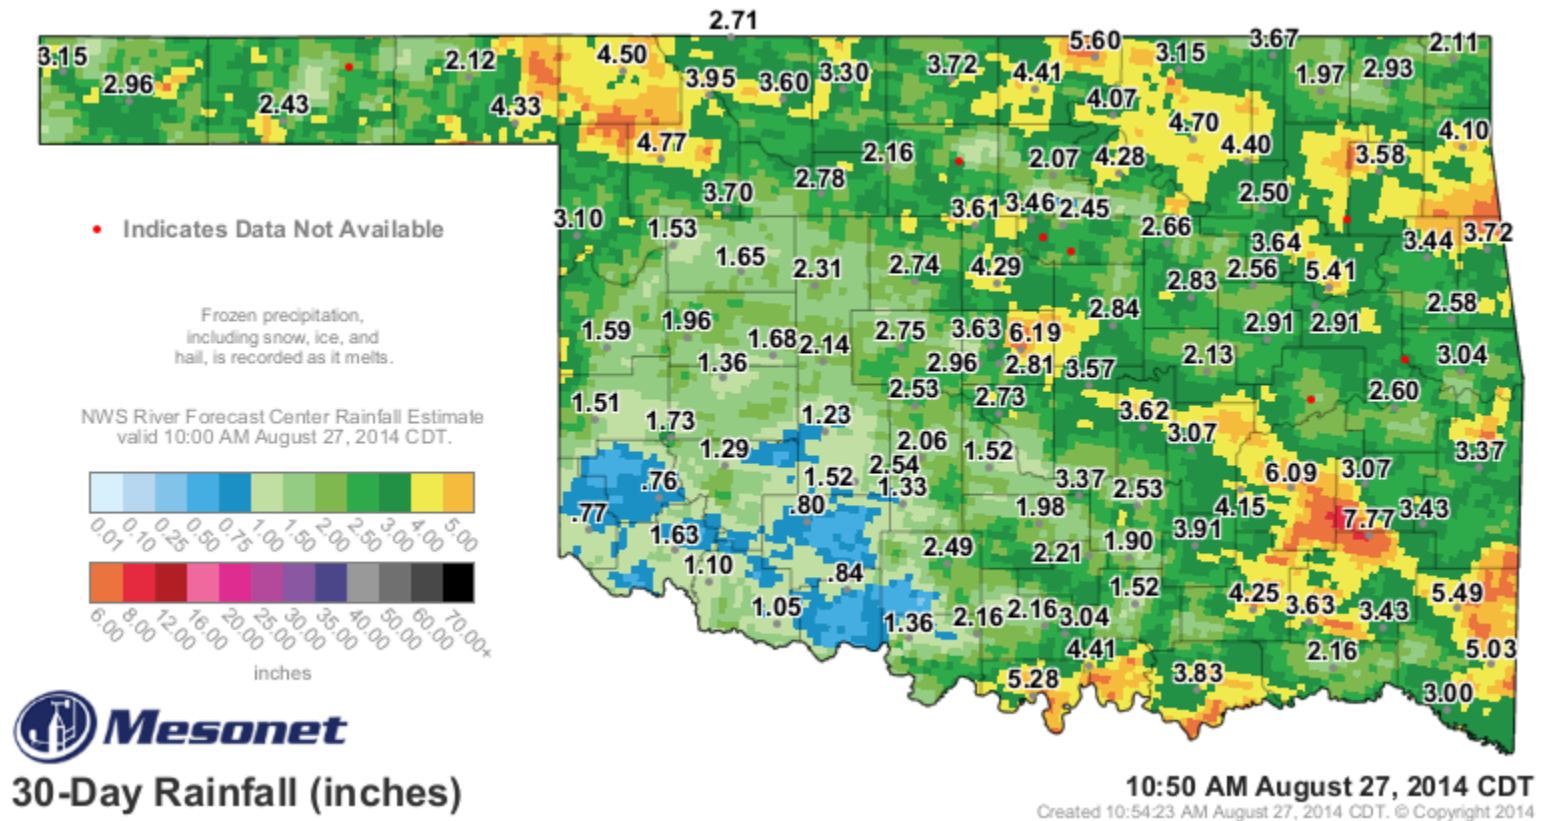 2.71
3.15 2.96 2.43 2.12 4.33 4.50 3.95 3.60 3.30 3.72 4.41 5.60 3.15 3.67 1.97 2.93 2.11
4.07 4.70 4.40 3.58 4.10
4.77 2.78 2.16 2.07 4.28
3.70 3.61 3.46 2.45 2.50
3.10 1.53 2.66 3.64 3.44 3.72
Indicates Data Not Available
1.65 2.31 2.74 4.29 2.83 2.56 5.41
2.84 2.58
Frozen precipitation,
including snow, ice, and
hail, is recorded as it melts.
1.59 1.96 1.68 2.14 2.75 3.63 6.19 2.91 2.91
1.36 2.96 2.81 3.57 2.13 3.04
2.53 2.73 2.60
NWS River Forecast Center Rainfall Estimate
valid 10:00 AM August 27, 2014 CDT.
1.51 1.73 1.23 3.62 3.07
1.29 2.06 1.52 3.37
.76 1.52 2.54 1.33 3.37 2.53 6.09 3.07
.77 .80 1.98 4.15 7.77 3.43
1.63 2.49 2.21 1.90 3.91
1.10 .84 1.52 4.25 5.49
1.05 1.36 2.16 2.16 3.04 3.63 3.43
4.41 2.16 5.03
5.28 3.83 3.00
0.01 0.10 0.25 0.50 0.75 1.00 1.50 2.00 2.50 3.00 4.00 5.00
6.00 8.00 12.00 16.00 20.00 25.00 30.00 35.00 40.00 50.00 60.00 70.00+
inches
Mesonet
30-Day Rainfall (inches)
10:50 AM August 27, 2014 CDT
Created 10:54:23 AM August 27, 2014 CDT. © Copyright 2014